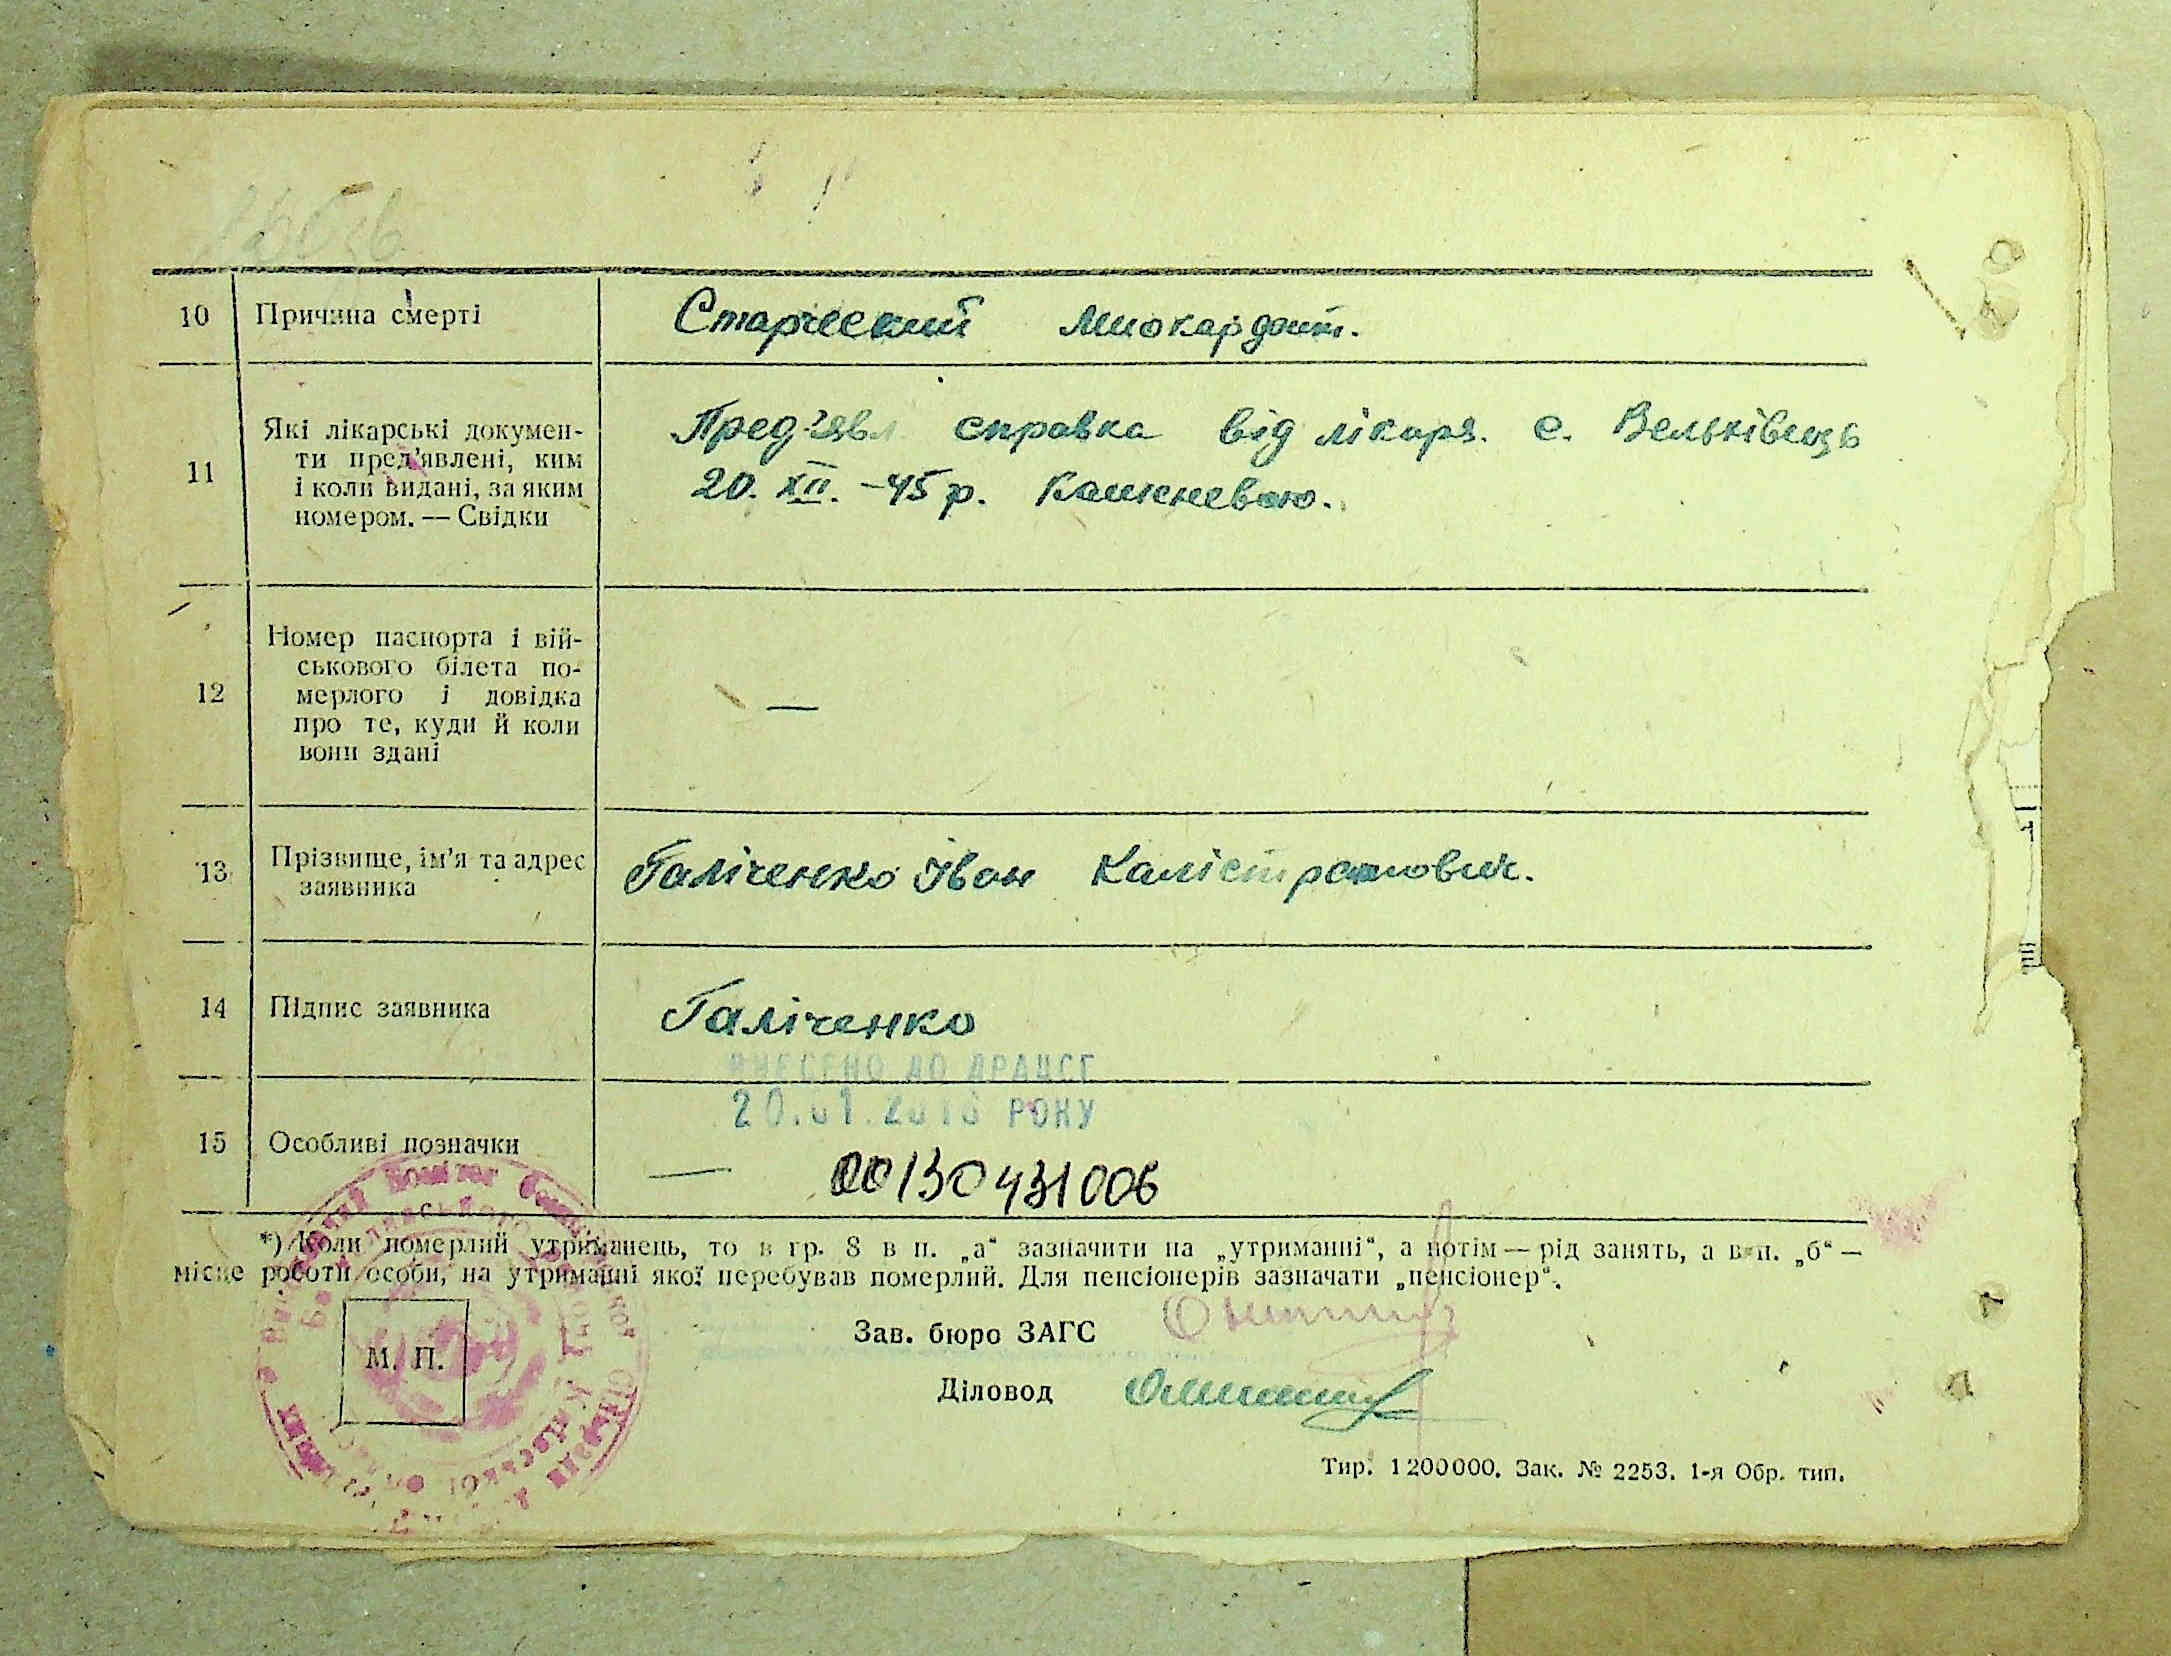 10 Причина смерті Старческий миокардит.
11 Які лікарські докумен-
ти пред'явлені, ким
і коли видані, за яким
номером. — Свідки
Пред'явл справка від лікаря. с. Вельківець
20. XII. -45 р.
12 Номер паспорта і вій-
ськового білета по-
мерлого і довідка
про те, куди й коли
вони здані
—
13 Прізвище, ім'я та адрес
заявника
Галіченко Іван Калістратович.
14 Підпис заявника Галіченко
ВНЕСЕНО ДО ДРАЦСГ
РОКУ
15 Особливі позначки
— 00130431006
*) Коли померлий утриманець, то в гр. 8 в п. „а“ зазначити на „утриманні“, а потім — рід занять, а в п. „б“ —
місце роботи особи, на утриманні якої перебував померлий. Для пенсіонерів зазначати „пенсіонер“.
Зав. бюро ЗАГС
М. П.
Діловод
Тир. 1200000. Зак. № 2253. 1-я Обр. тип.